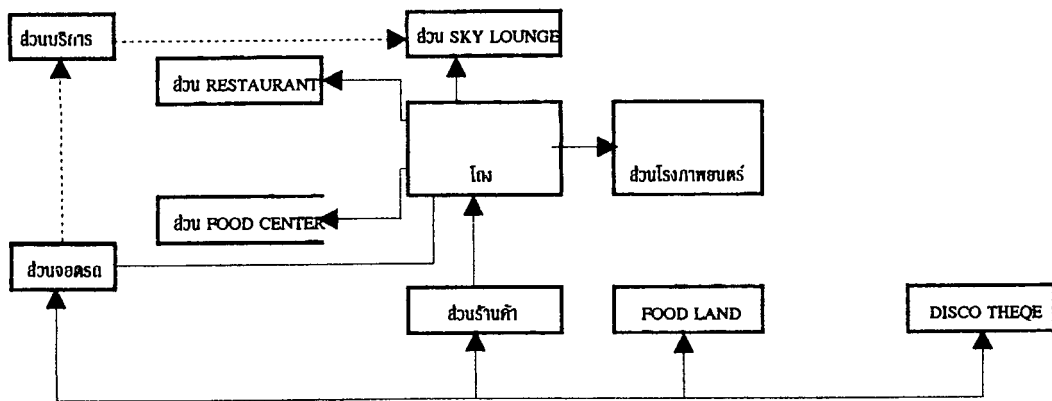 ส่วนบริการ
ส่วน SKY LOUNGE
ส่วน RESTAURANT
โถง
ส่วนโรงภาพยนตร์
ส่วน FOOD CENTER
ส่วนจอดรถ
ส่วนร้านค้า
FOOD LAND
DISCO THEQE